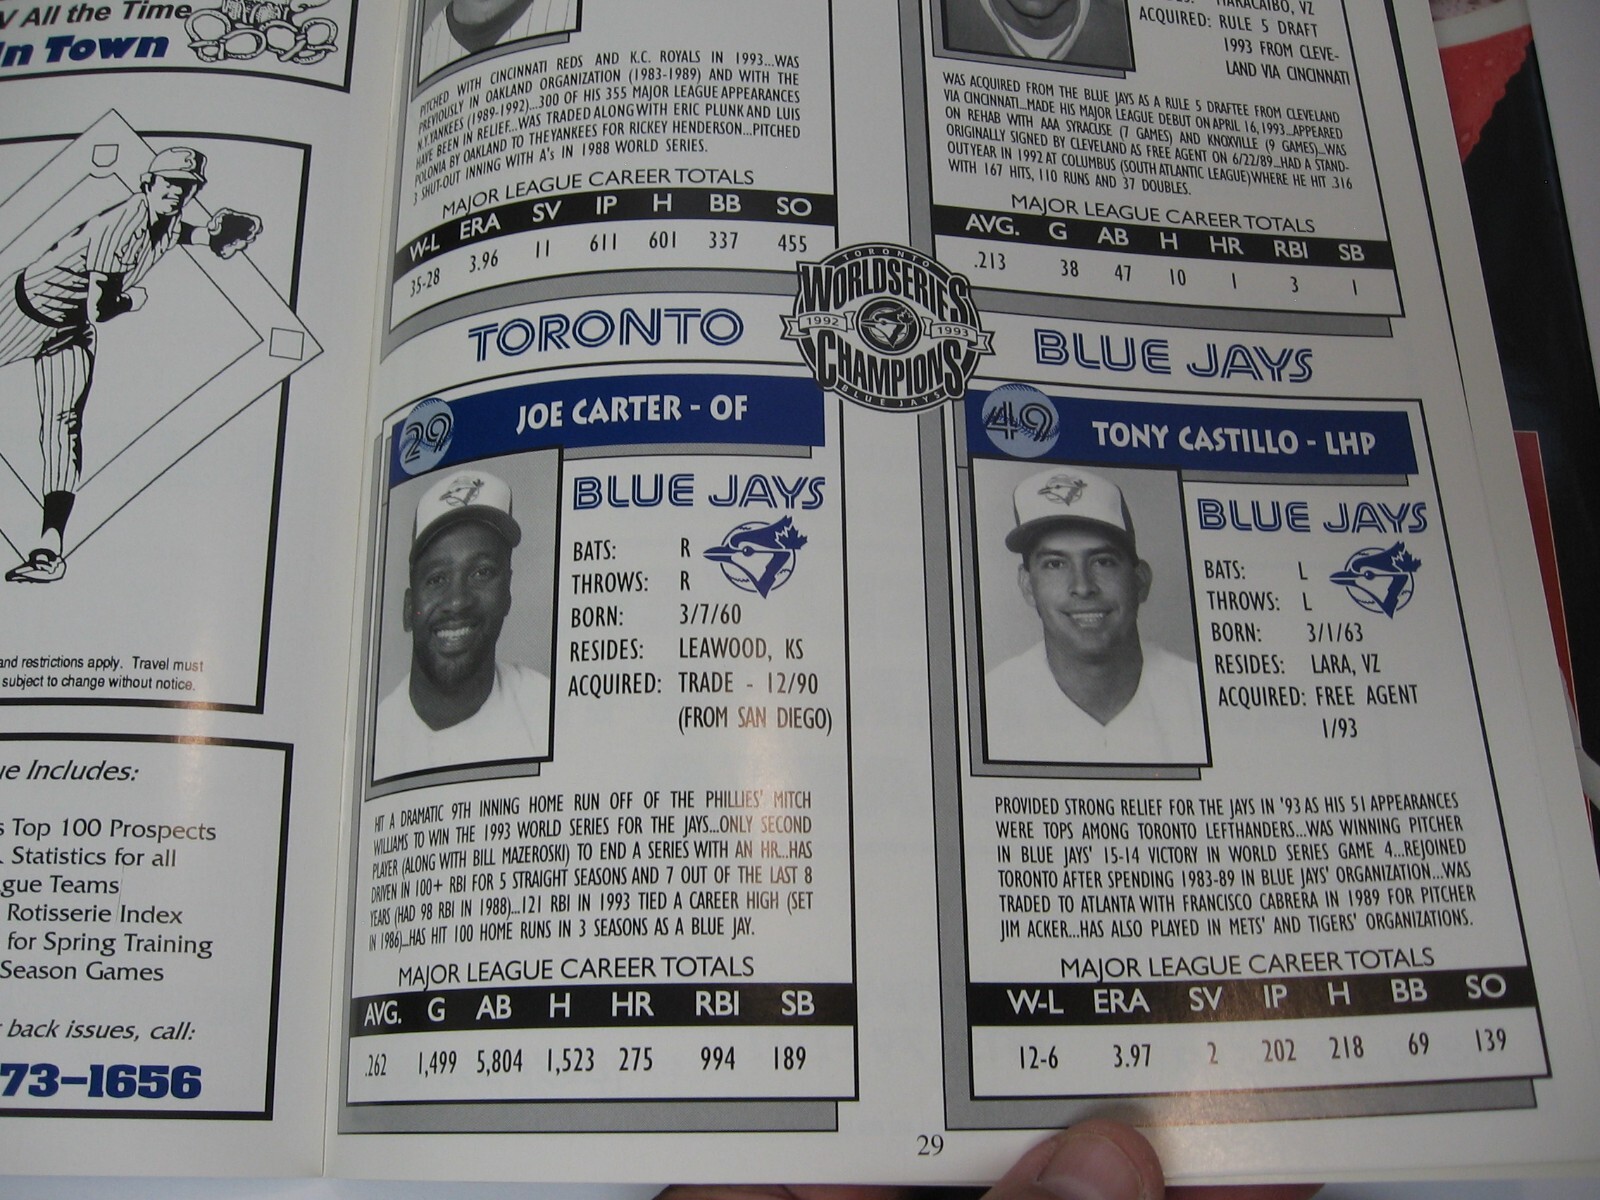 V All the Time
In Town
and restrictions apply. Travel must
subject to change without notice.
ue Includes:
s Top 100 Prospects
Statistics for all
gue Teams
Rotisserie Index
for Spring Training
Season Games
back issues, call:
73-1656
PITCHED WITH CINCINNATI REDS AND K.C. ROYALS IN 1993...WAS
PREVIOUSLY IN OAKLAND ORGANIZATION (1983-1989) AND WITH THE
N.Y. YANKEES (1989-1992)...300 OF HIS 355 MAJOR LEAGUE APPEARANCES
HAVE BEEN IN RELIEF...WAS TRADED ALONG WITH ERIC PLUNK AND LUIS
POLONIA BY OAKLAND TO THE YANKEES FOR RICKEY HENDERSON...PITCHED
3 SHUT-OUT INNING WITH A's IN 1988 WORLD SERIES.
MAJOR LEAGUE CAREER TOTALS
W-L ERA SV IP H BB SO
35-28 3.96 11 611 601 337 455
MARACAIBO, VZ
ACQUIRED: RULE 5 DRAFT
1993 FROM CLEVE-
LAND VIA CINCINNATI
WAS ACQUIRED FROM THE BLUE JAYS AS A RULE 5 DRAFTEE FROM CLEVELAND
VIA CINCINNATI...MADE HIS MAJOR LEAGUE DEBUT ON APRIL 16, 1993...APPEARED
ON REHAB WITH AAA SYRACUSE (7 GAMES) AND KNOXVILLE (9 GAMES)...WAS
ORIGINALLY SIGNED BY CLEVELAND AS FREE AGENT ON 6/22/89...HAD A STAND-
OUT YEAR IN 1992 AT COLUMBUS (SOUTH ATLANTIC LEAGUE) WHERE HE HIT .316
WITH 167 HITS, 110 RUNS AND 37 DOUBLES.
MAJOR LEAGUE CAREER TOTALS
AVG. G AB H HR RBI SB
.213 38 47 10 1 3 1
TORONTO
TORONTO
WORLD SERIES
1992 1993
CHAMPIONS
BLUE JAYS
BLUE JAYS
29 JOE CARTER - OF
BLUE JAYS
BATS: R
THROWS: R
BORN: 3/7/60
RESIDES: LEAWOOD, KS
ACQUIRED: TRADE - 12/90
(FROM SAN DIEGO)
HIT A DRAMATIC 9TH INNING HOME RUN OFF OF THE PHILLIES' MITCH
WILLIAMS TO WIN THE 1993 WORLD SERIES FOR THE JAYS...ONLY SECOND
PLAYER (ALONG WITH BILL MAZEROSKI) TO END A SERIES WITH AN HR...HAS
DRIVEN IN 100+ RBI FOR 5 STRAIGHT SEASONS AND 7 OUT OF THE LAST 8
YEARS (HAD 98 RBI IN 1988)...121 RBI IN 1993 TIED A CAREER HIGH (SET
IN 1986)...HAS HIT 100 HOME RUNS IN 3 SEASONS AS A BLUE JAY.
MAJOR LEAGUE CAREER TOTALS
AVG. G AB H HR RBI SB
.262 1,499 5,804 1,523 275 994 189
49 TONY CASTILLO - LHP
BLUE JAYS
BATS: L
THROWS: L
BORN: 3/1/63
RESIDES: LARA, VZ
ACQUIRED: FREE AGENT
1/93
PROVIDED STRONG RELIEF FOR THE JAYS IN '93 AS HIS 51 APPEARANCES
WERE TOPS AMONG TORONTO LEFTHANDERS...WAS WINNING PITCHER
IN BLUE JAYS' 15-14 VICTORY IN WORLD SERIES GAME 4...REJOINED
TORONTO AFTER SPENDING 1983-89 IN BLUE JAYS' ORGANIZATION...WAS
TRADED TO ATLANTA WITH FRANCISCO CABRERA IN 1989 FOR PITCHER
JIM ACKER...HAS ALSO PLAYED IN METS' AND TIGERS' ORGANIZATIONS.
MAJOR LEAGUE CAREER TOTALS
W-L ERA SV IP H BB SO
12-6 3.97 2 202 218 69 139
29